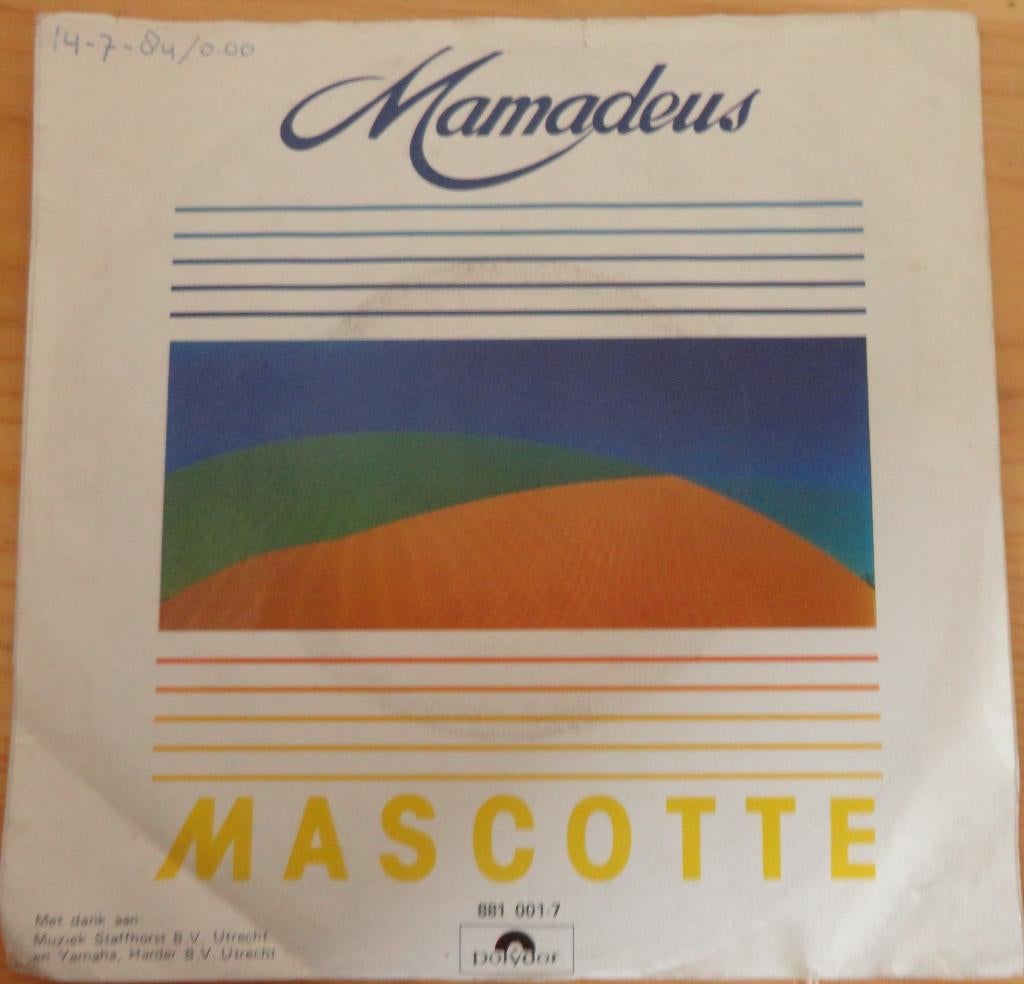 14-7-84/0.00
Mamadeus
MASCOTTE
881 001-7
polydor
Met dank aan:
Muziek Staffhorst B.V. Utrecht
en Yamaha, Harder B.V. Utrecht